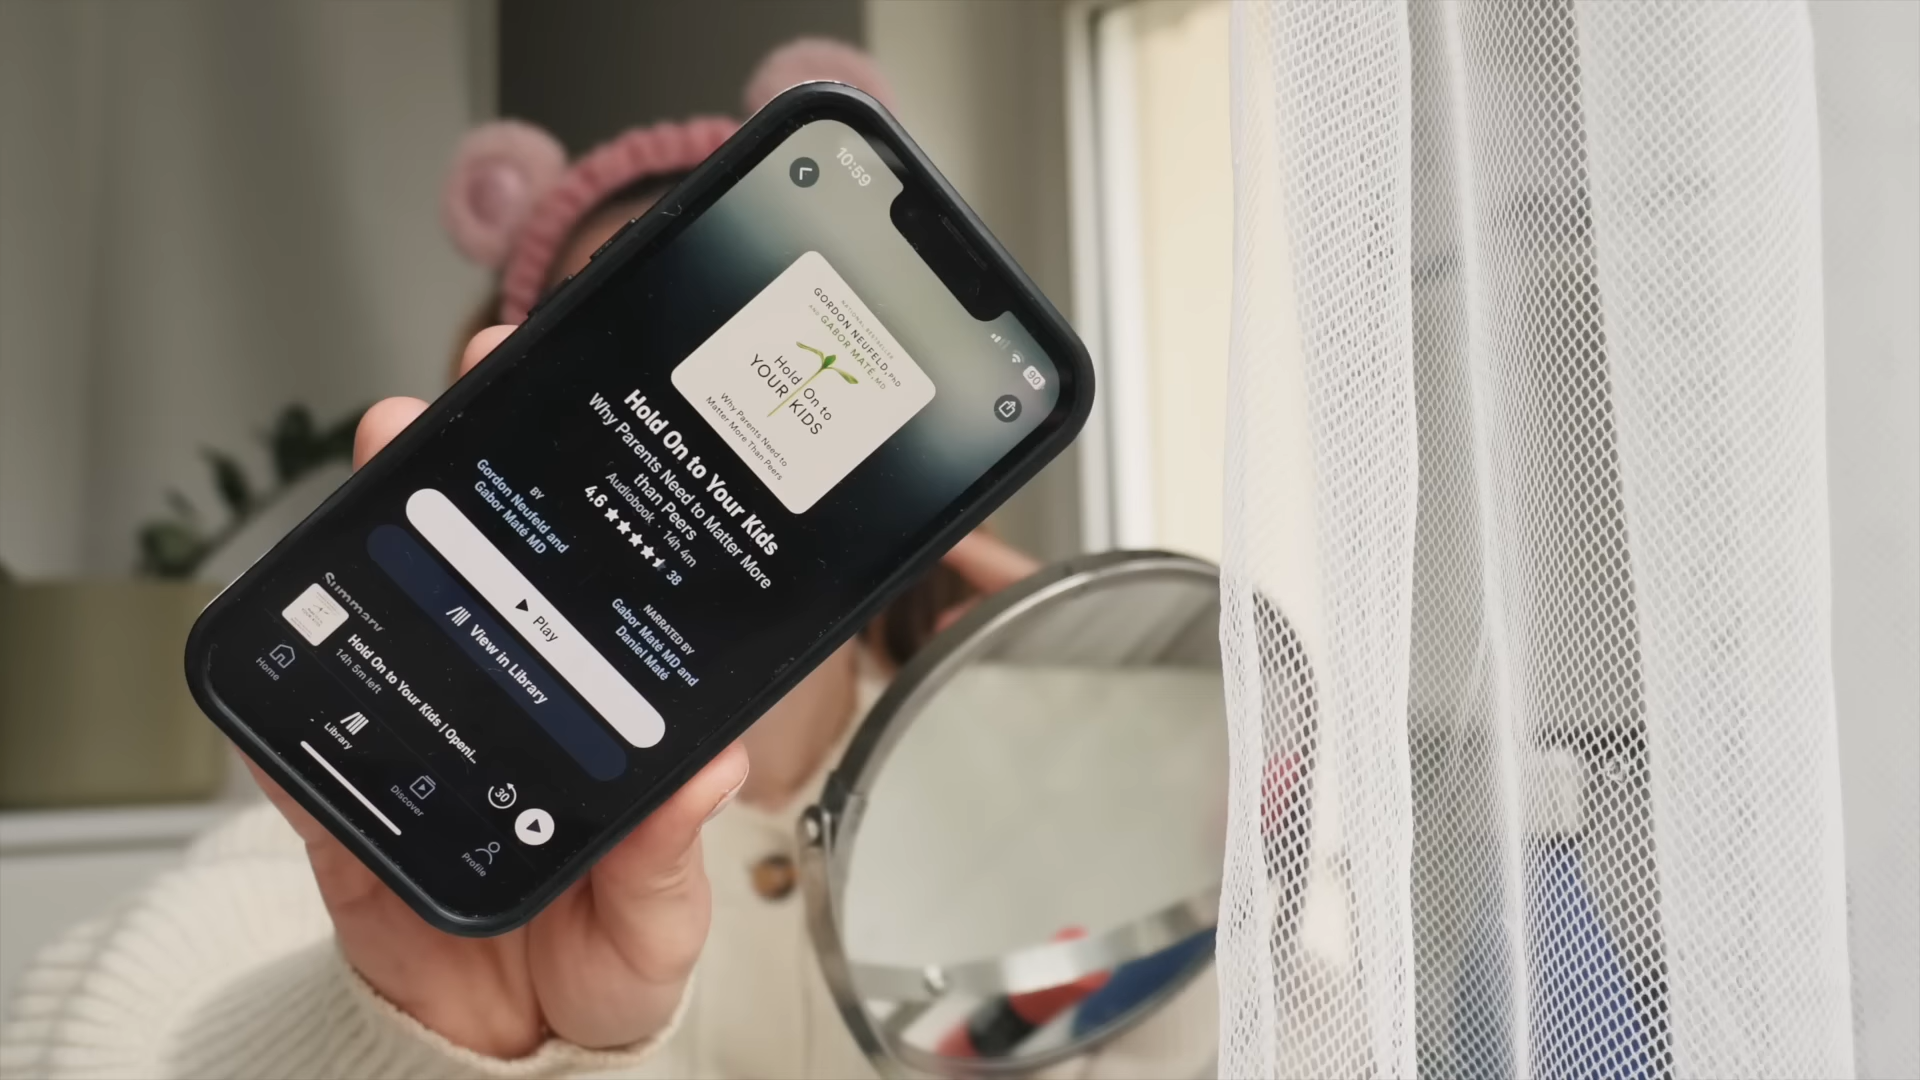 10:59
90
NATIONAL BESTSELLER
GORDON NEUFELD, PhD
AND GABOR MATÉ, MD
Hold On to
YOUR KIDS
Why Parents Need to
Matter More Than Peers
Hold On to Your Kids
Why Parents Need to Matter More
than Peers
Audiobook · 14h 4m
4,6 38
BY
Gordon Neufeld and
Gabor Maté MD
NARRATED BY
Gabor Maté MD and
Daniel Maté
Play
View in Library
Summary
Hold On to Your Kids | Openi...
14h 5m left
30
Home
Library
Discover
Profile